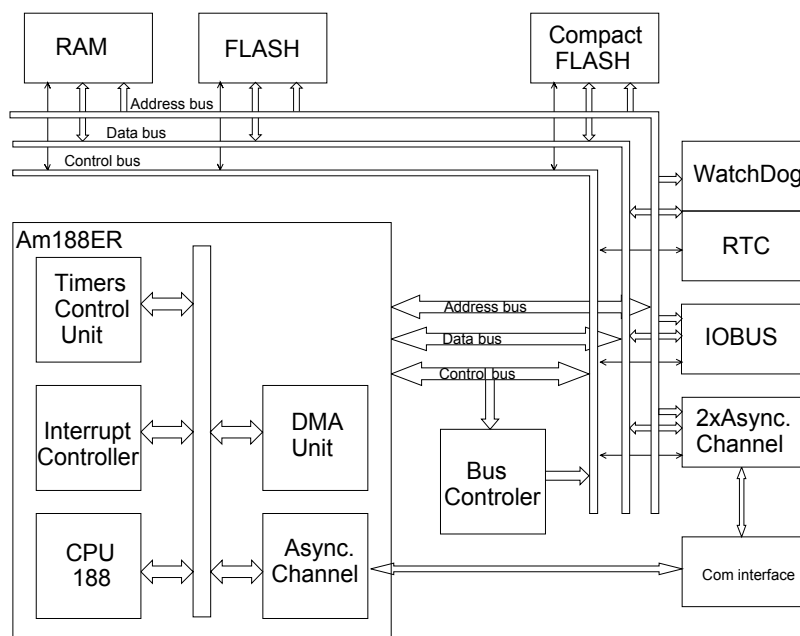 RAM
FLASH
Compact
FLASH
Address bus
Data bus
Control bus
WatchDog
RTC
Am188ER
Timers
Control
Unit
Address bus
Data bus
IOBUS
Control bus
Interrupt
Controller
DMA
Unit
Bus
Controler
2xAsync.
Channel
CPU
188
Async.
Channel
Com interface